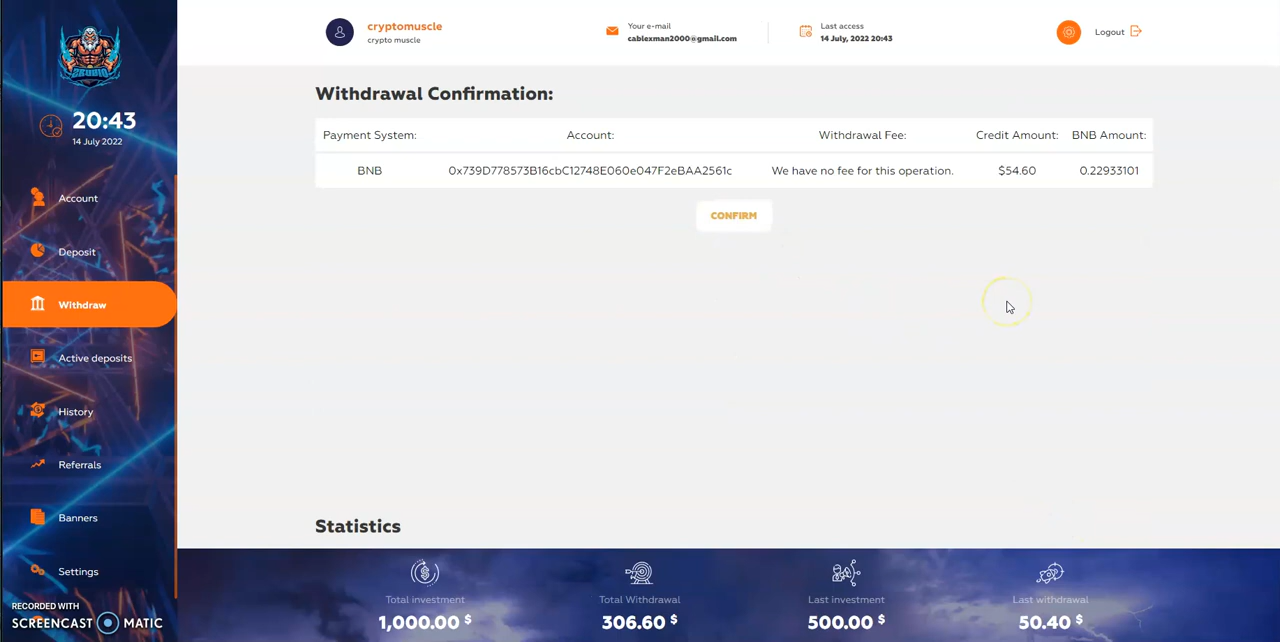 cryptomuscle
crypto muscle
Your e-mail
cablexman2000@gmail.com
Last access
14 July, 2022 20:43
Logout
20:43
14 July 2022
Account
Deposit
Withdraw
Active deposits
History
Referrals
Banners
Settings
RECORDED WITH
SCREENCAST MATIC
Withdrawal Confirmation:
Payment System: Account: Withdrawal Fee: Credit Amount: BNB Amount:
BNB 0x739D778573B16cbC12748E060e047F2eBAA2561c We have no fee for this operation. $54.60 0.22933101
CONFIRM
Statistics
Total investment
1,000.00 $
Total Withdrawal
306.60 $
Last investment
500.00 $
Last withdrawal
50.40 $